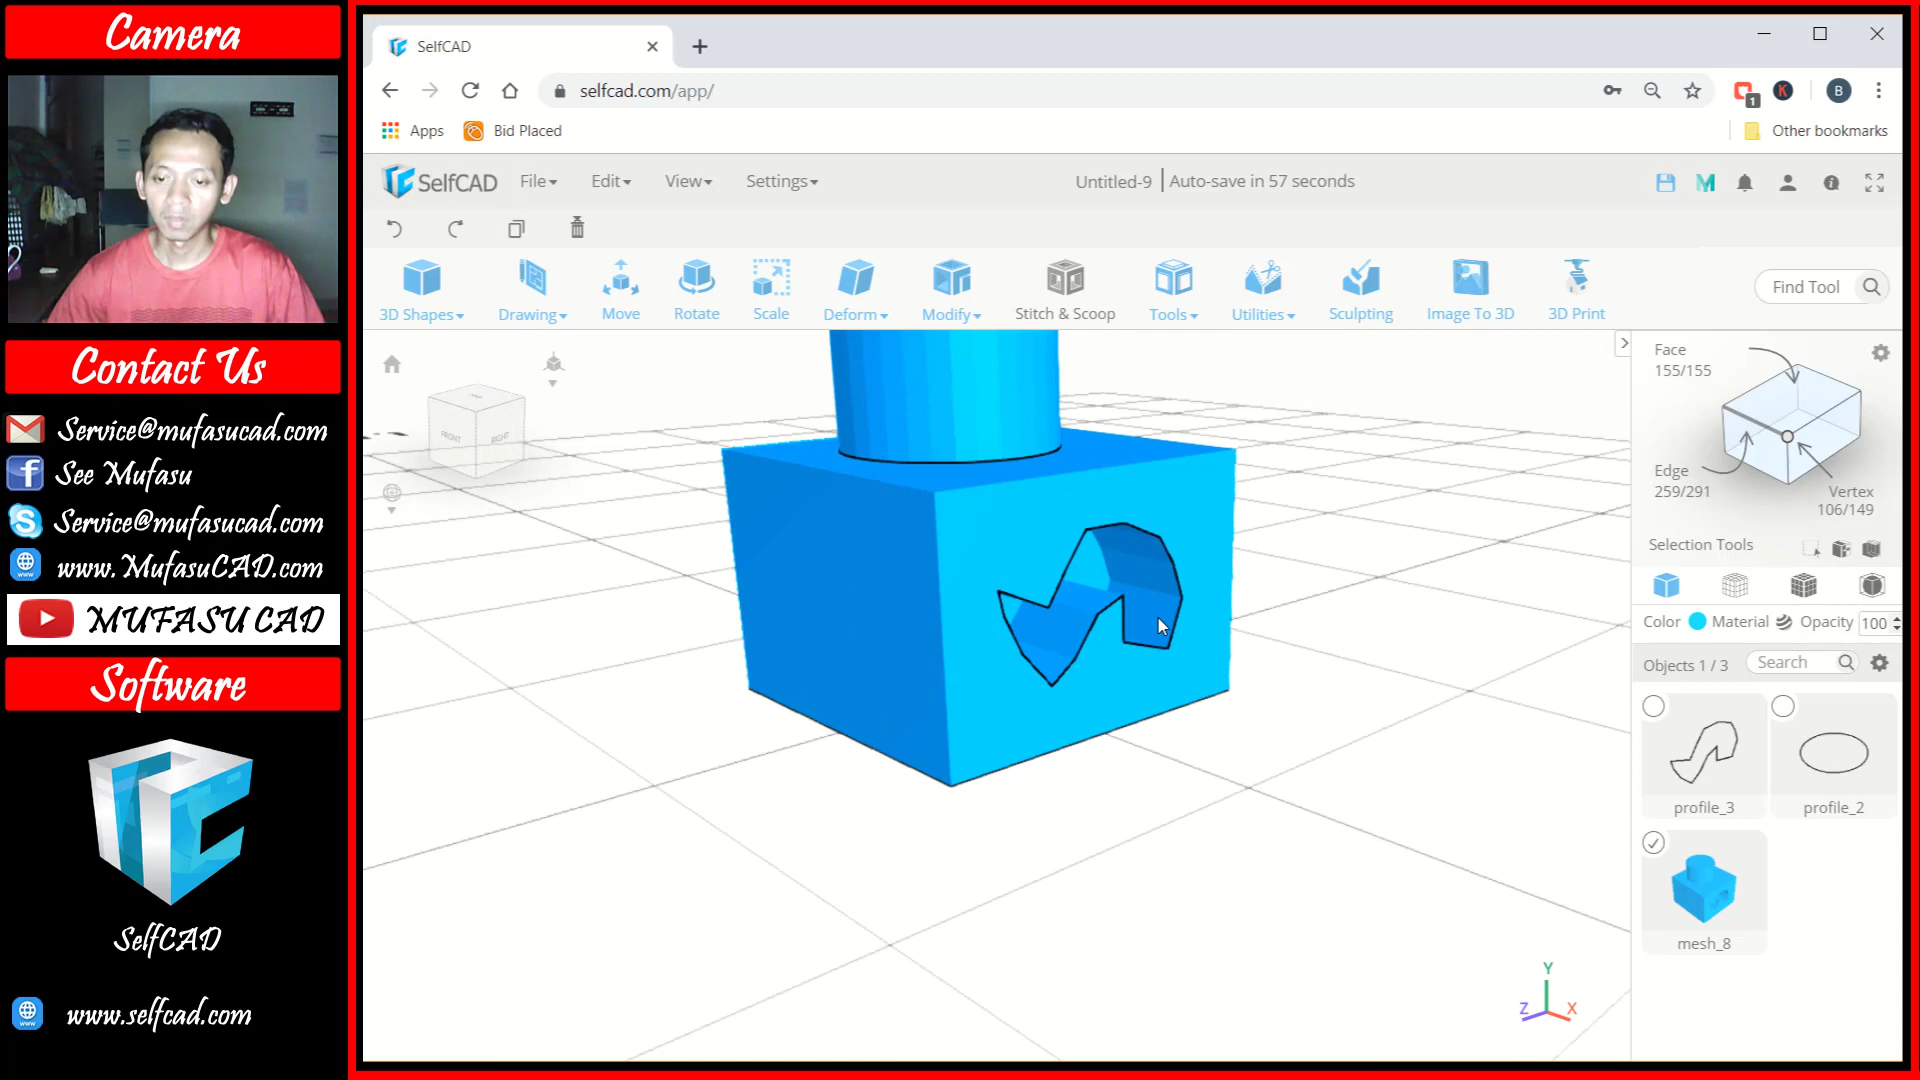 Camera
Contact Us
Service@mufasucad.com
See Mufasu
Service@mufasucad.com
www.MufasuCAD.com
MUFASU CAD
Software
SelfCAD
www.selfcad.com
SelfCAD
selfcad.com/app/
1
K
B
Apps
Bid Placed
Other bookmarks
SelfCAD
File
Edit
View
Settings
Untitled-9
Auto-save in 57 seconds
3D Shapes
Drawing
Move
Rotate
Scale
Deform
Modify
Stitch & Scoop
Tools
Utilities
Sculpting
Image To 3D
3D Print
Find Tool
FRONT
RIGHT
Face
155/155
Edge
259/291
Vertex
106/149
Selection Tools
Color
Material
Opacity
100
Objects 1 / 3
Search
profile_3
profile_2
mesh_8
Y
Z
X